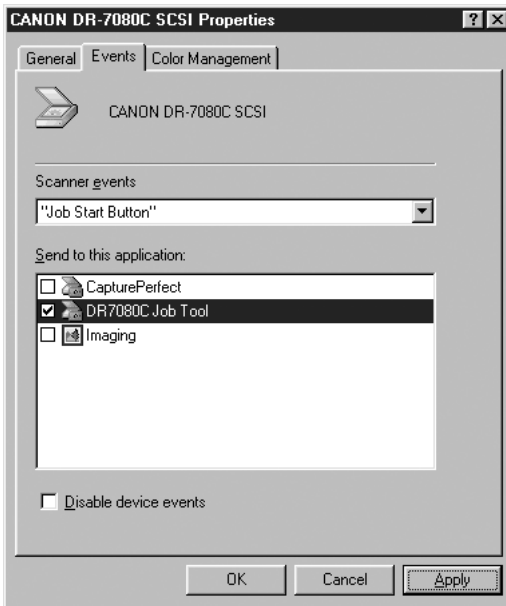 CANON DR-7080C SCSI Properties
General Events Color Management
CANON DR-7080C SCSI
Scanner events
"Job Start Button"
Send to this application:
CapturePerfect
DR7080C Job Tool
Imaging
Disable device events
OK Cancel Apply